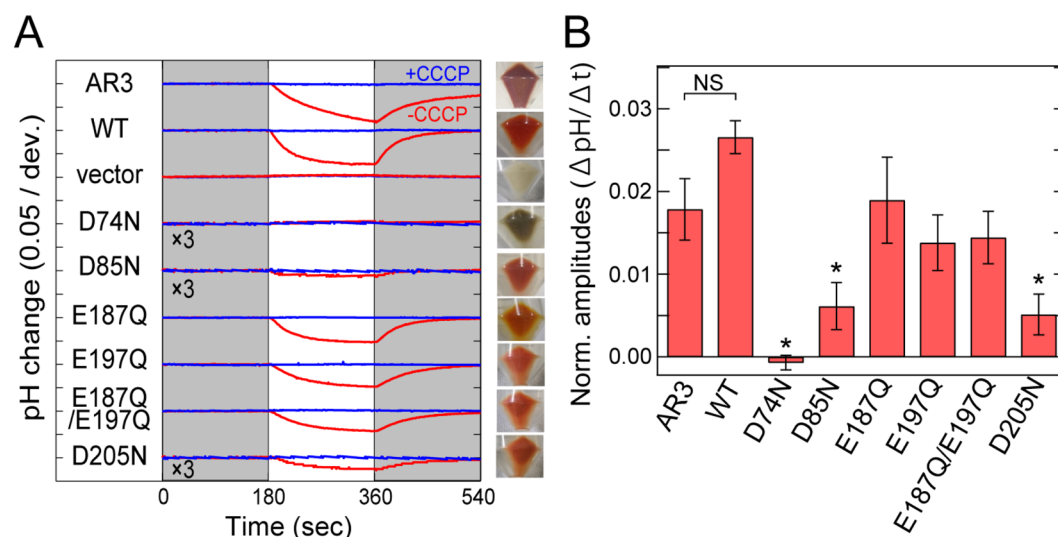 A
pH change (0.05 / dev.)
AR3
WT
vector
D74N
D85N
E187Q
E197Q
E187Q
/E197Q
D205N
+CCCP
-CCCP
×3
×3
×3
0 180 360 540
Time (sec)
B
Norm. amplitudes (ΔpH/Δt)
0.03
0.02
0.01
0.00
NS
*
*
*
AR3
WT
D74N
D85N
E187Q
E197Q
E187Q/E197Q
D205N